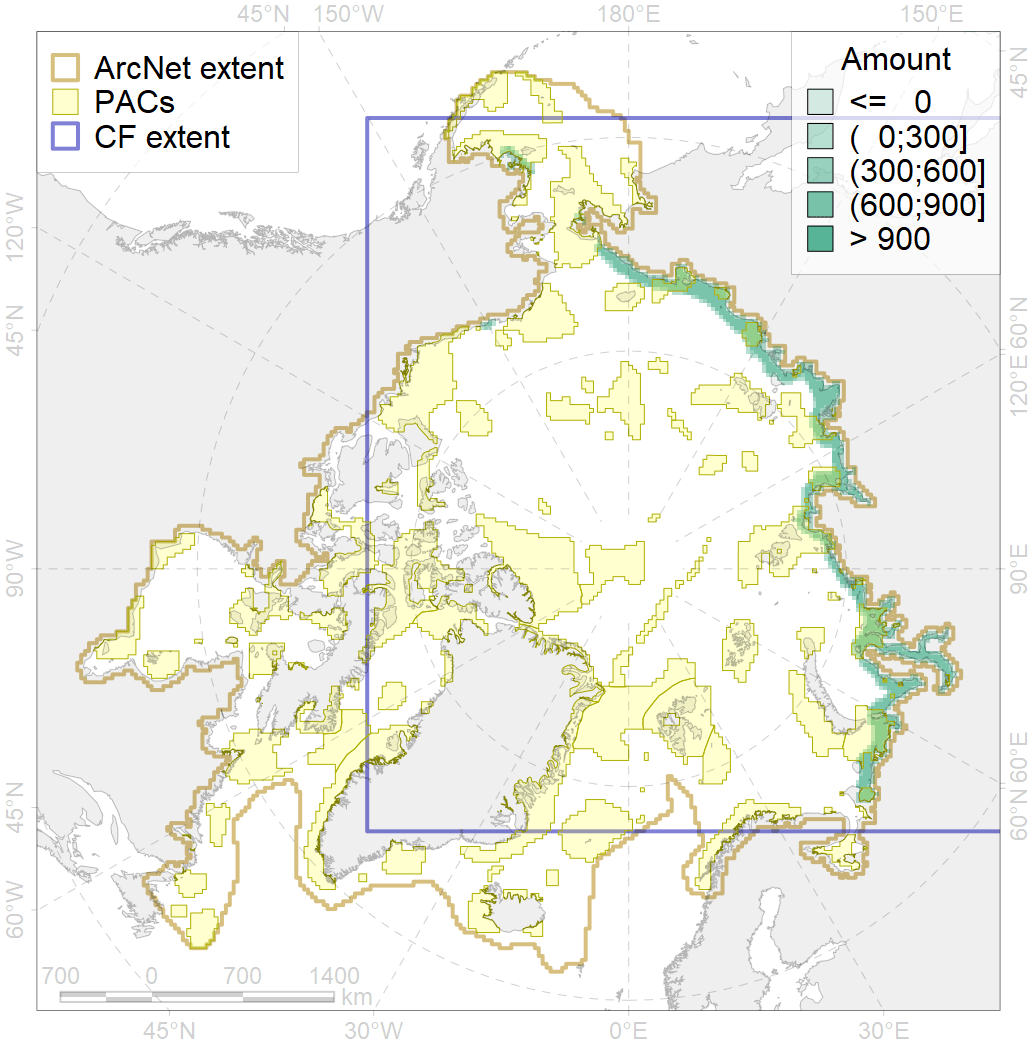 45°N 150°W 180°E 150°E
ArcNet extent
PACs
CF extent
Amount
<= 0
( 0;300]
(300;600]
(600;900]
> 900
45°N
120°W
45°N
90°W
45°N
60°W
60°N
120°E
90°E
60°E
60°N
700 0 700 1400
km
45°N 30°W 0°E 30°E